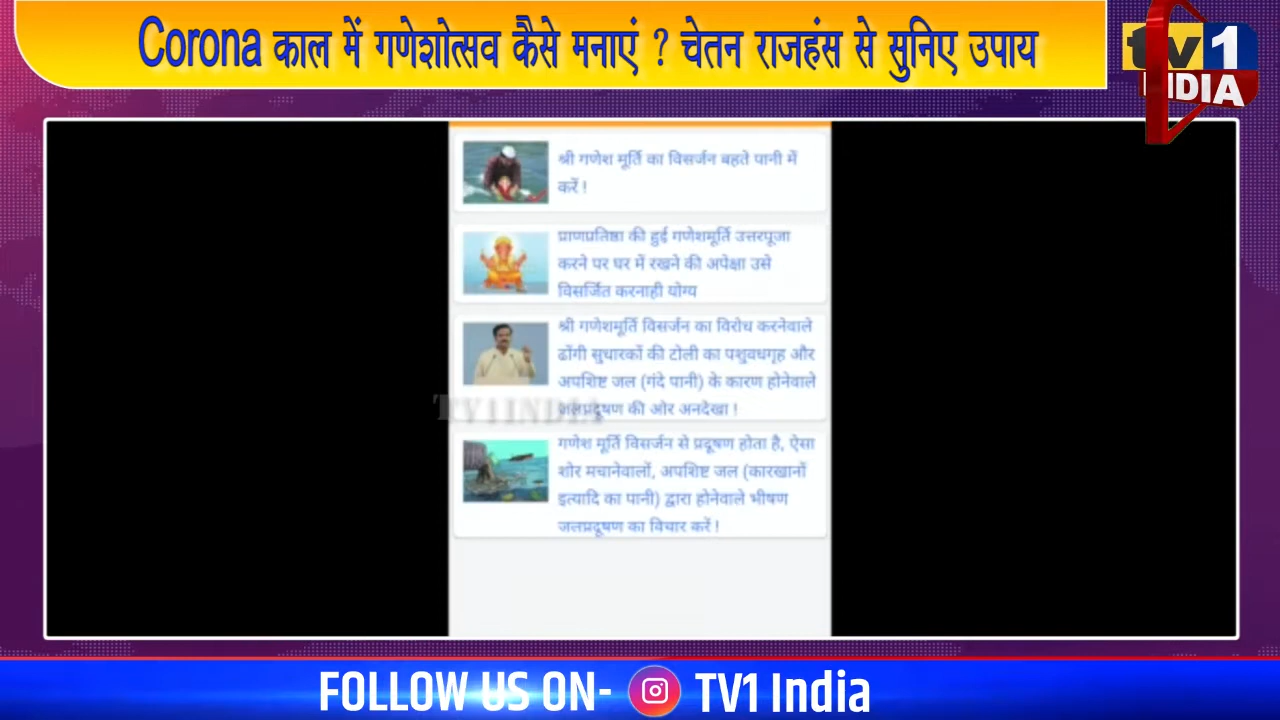 Corona काल में गणेशोत्सव कैसे मनाएं ? चेतन राजहंस से सुनिए उपाय
tv1
INDIA
श्री गणेश मूर्ति का विसर्जन बहते पानी में
करें !
प्राणप्रतिष्ठा की हुई गणेशमूर्ति उत्तरपूजा
करने पर घर में रखने की अपेक्षा उसे
विसर्जित करनाही योग्य
श्री गणेशमूर्ति विसर्जन का विरोध करनेवाले
ढोंगी सुधारकों की टोली का पशुवधगृह और
अपशिष्ट जल (गंदे पानी) के कारण होनेवाले
जलप्रदूषण की ओर अनदेखा !
TV1 INDIA
गणेश मूर्ति विसर्जन से प्रदूषण होता है, ऐसा
शोर मचानेवालों, अपशिष्ट जल (कारखानों
इत्यादि का पानी) द्वारा होनेवाले भीषण
जलप्रदूषण का विचार करें !
FOLLOW US ON- TV1 India